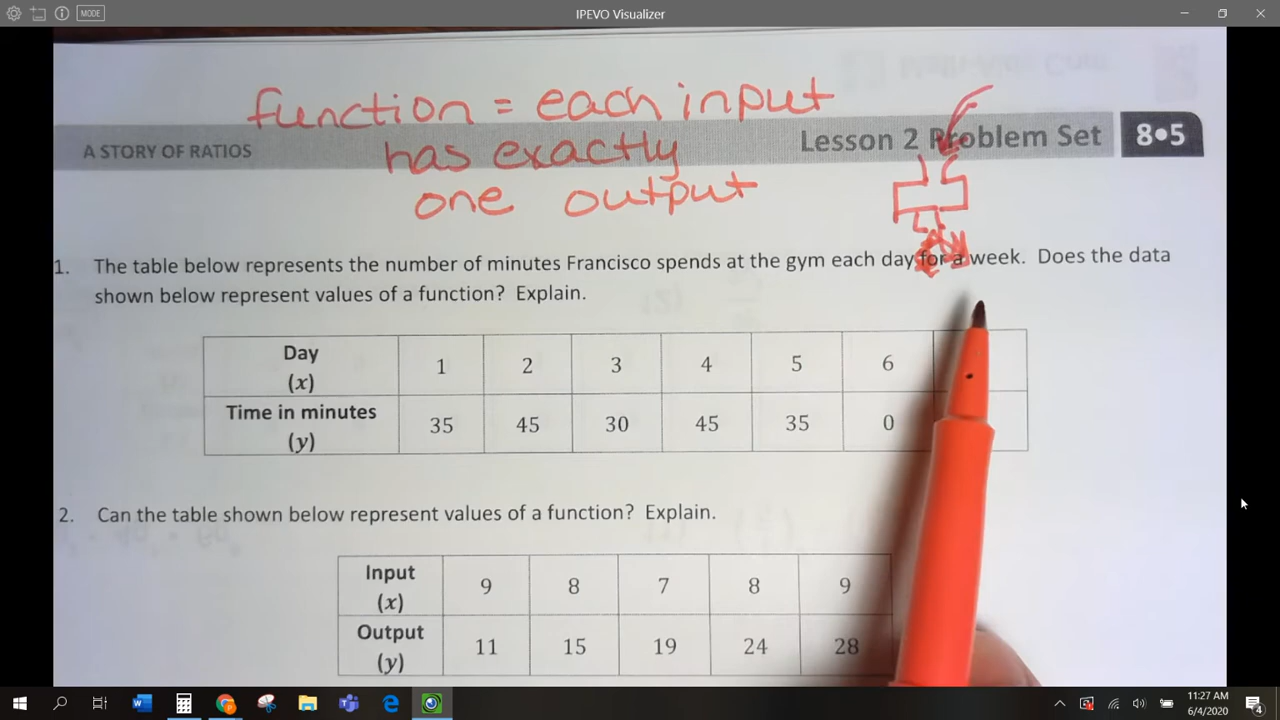 MODE
IPEVO Visualizer
function = each input
has exactly
one output
A STORY OF RATIOS
Lesson 2 Problem Set
8•5
1. The table below represents the number of minutes Francisco spends at the gym each day for a week. Does the data
shown below represent values of a function? Explain.
Day (x) 1 2 3 4 5 6
Time in minutes (y) 35 45 30 45 35 0
2. Can the table shown below represent values of a function? Explain.
Input (x) 9 8 7 8 9
Output (y) 11 15 19 24 28
11:27 AM
6/4/2020
4